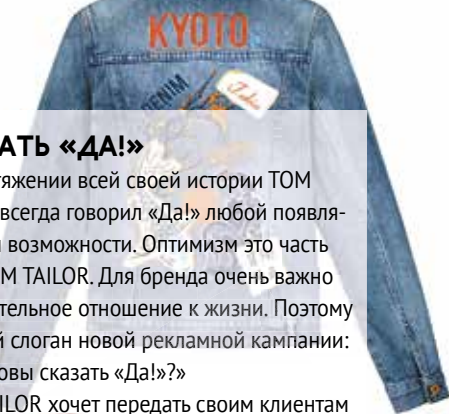 KYOTO
DENIM
АТЬ «ДА!»
тяжении всей своей истории TOM
всегда говорил «Да!» любой появля-
и возможности. Оптимизм это часть
M TAILOR. Для бренда очень важно
тельное отношение к жизни. Поэтому
й слоган новой рекламной кампании:
овы сказать «Да!»?»
ILOR хочет передать своим клиентам